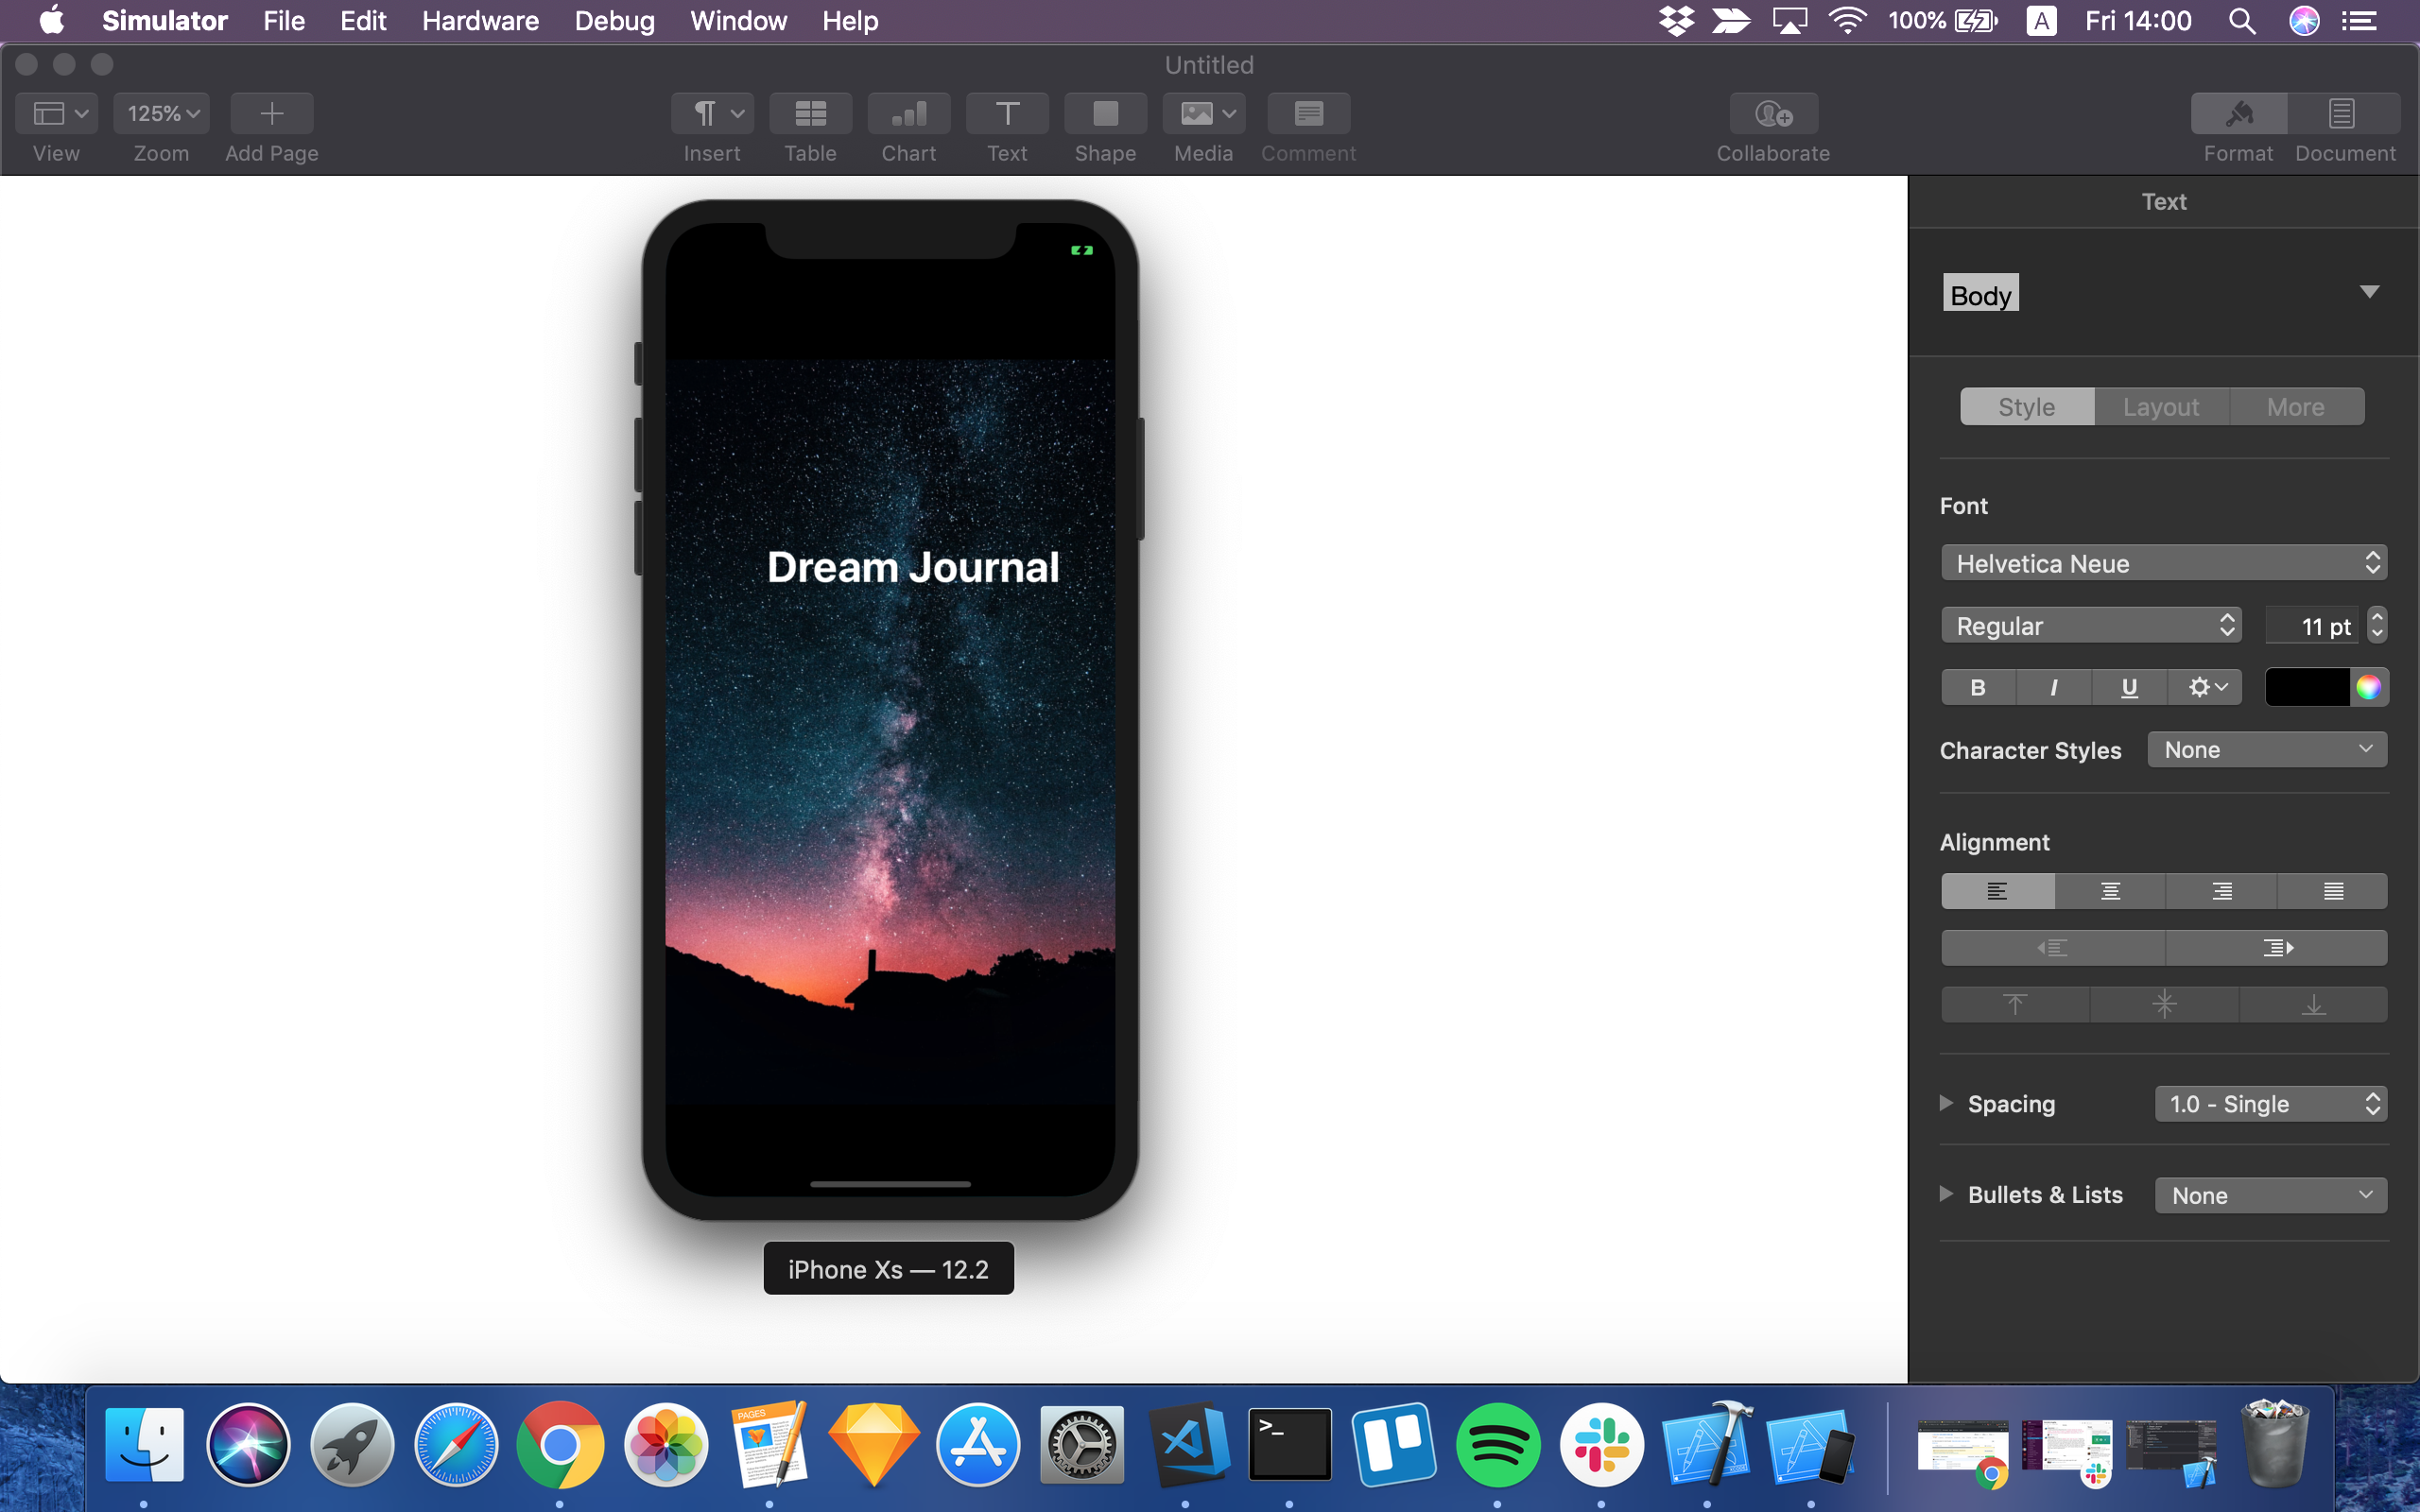 Simulator File Edit Hardware Debug Window Help 100% A Fri 14:00
Untitled
125%
View Zoom Add Page Insert Table Chart Text Shape Media Comment Collaborate Format Document
Text
Body
Style Layout More
Font
Helvetica Neue
Regular 11 pt
B I U
Character Styles None
Alignment
Spacing 1.0 - Single
Bullets & Lists None
Dream Journal
iPhone Xs — 12.2
PAGES
>_